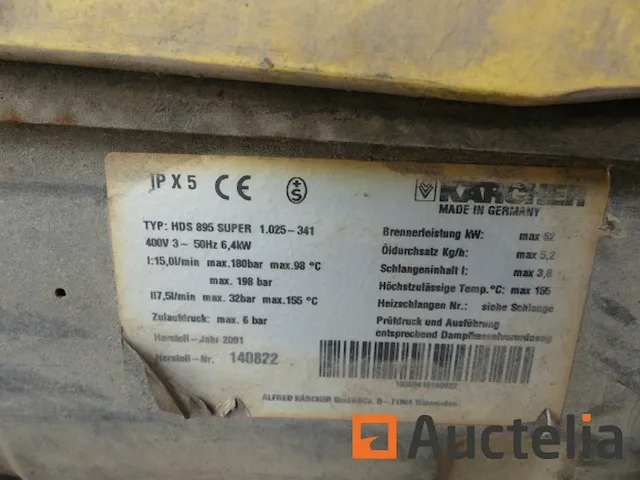 IP X 5 CE +S KÄRCHER
MADE IN GERMANY
TYP: HDS 895 SUPER 1.025-341
400V 3~ 50Hz 6,4kW
I:15,0l/min max.180bar max.98 °C
max. 198 bar
II7,5l/min max. 32bar max.155 °C
Zulaufdruck: max. 6 bar
Herstell-Jahr 2001
Herstell-Nr. 140822
Brennerleistung kW: max 62
Öldurchsatz Kg/h: max 5,2
Schlangeninhalt l: max 3,8
Höchstzulässige Temp.°C: max 155
Heizschlangen Nr.: siehe Schlange
Prüfdruck und Ausführung
entsprechend Dampfkesselverordnung
ALFRED KÄRCHER
Auctelia